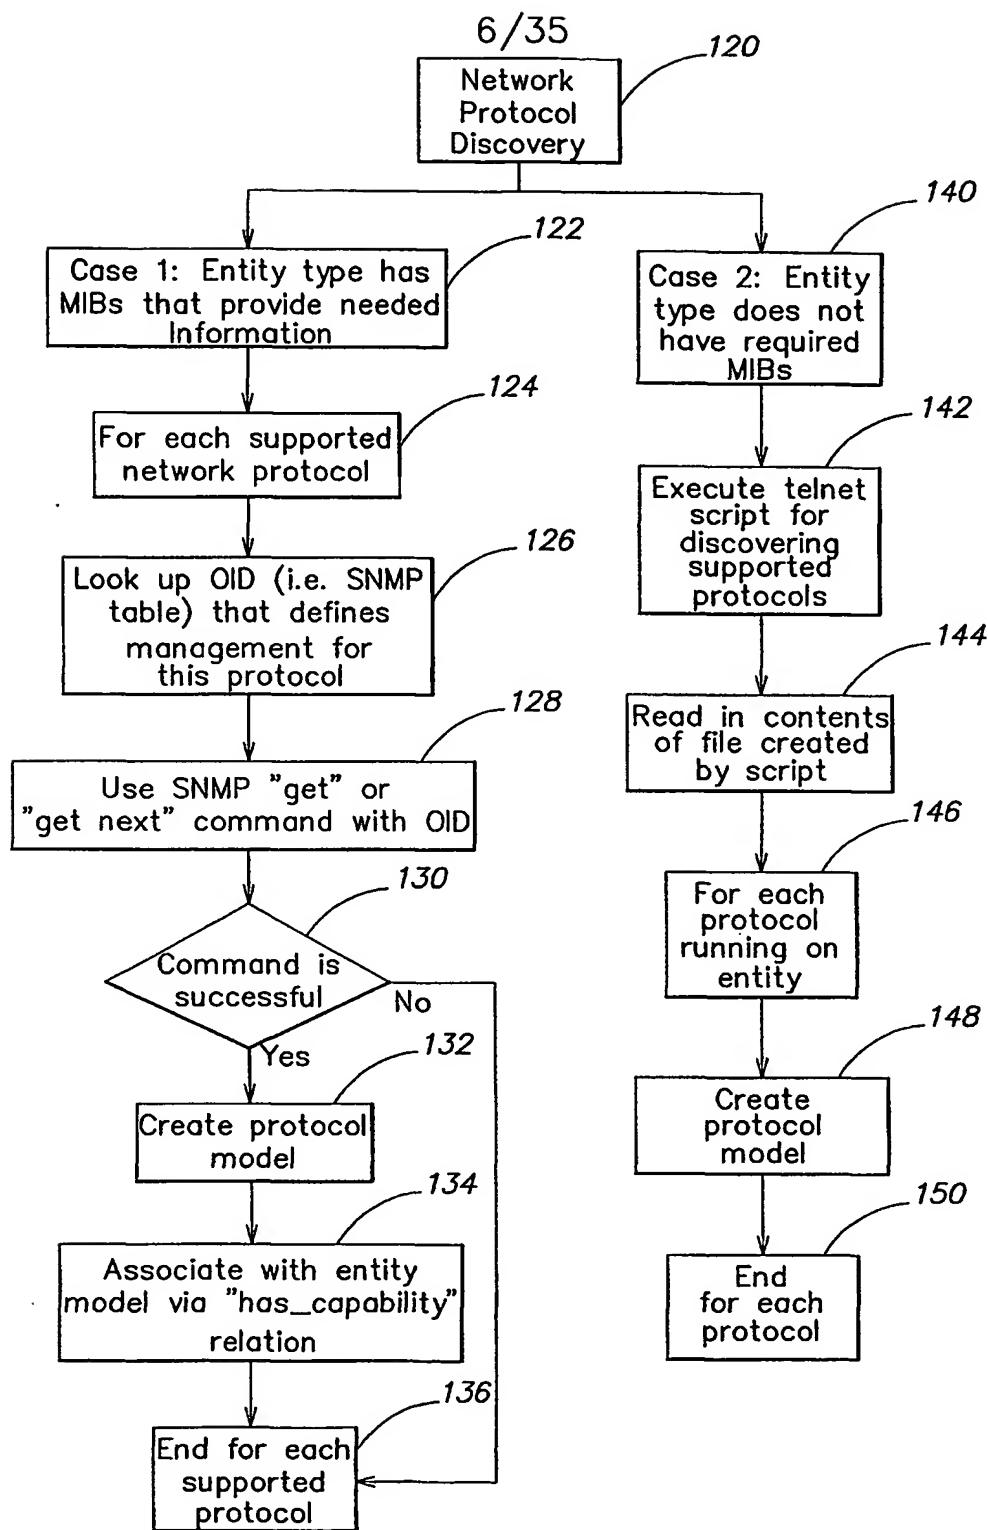 6/35
120
Network
Protocol
Discovery
122
Case 1: Entity type has
MIBs that provide needed
Information
124
For each supported
network protocol
126
Look up OID (i.e. SNMP
table) that defines
management for
this protocol
128
Use SNMP "get" or
"get next" command with OID
130
Command is
successful
No
Yes
132
Create protocol
model
134
Associate with entity
model via "has_capability"
relation
136
End for each
supported
protocol
140
Case 2: Entity
type does not
have required
MIBs
142
Execute telnet
script for
discovering
supported
protocols
144
Read in contents
of file created
by script
146
For each
protocol
running on
entity
148
Create
protocol
model
150
End
for each
protocol